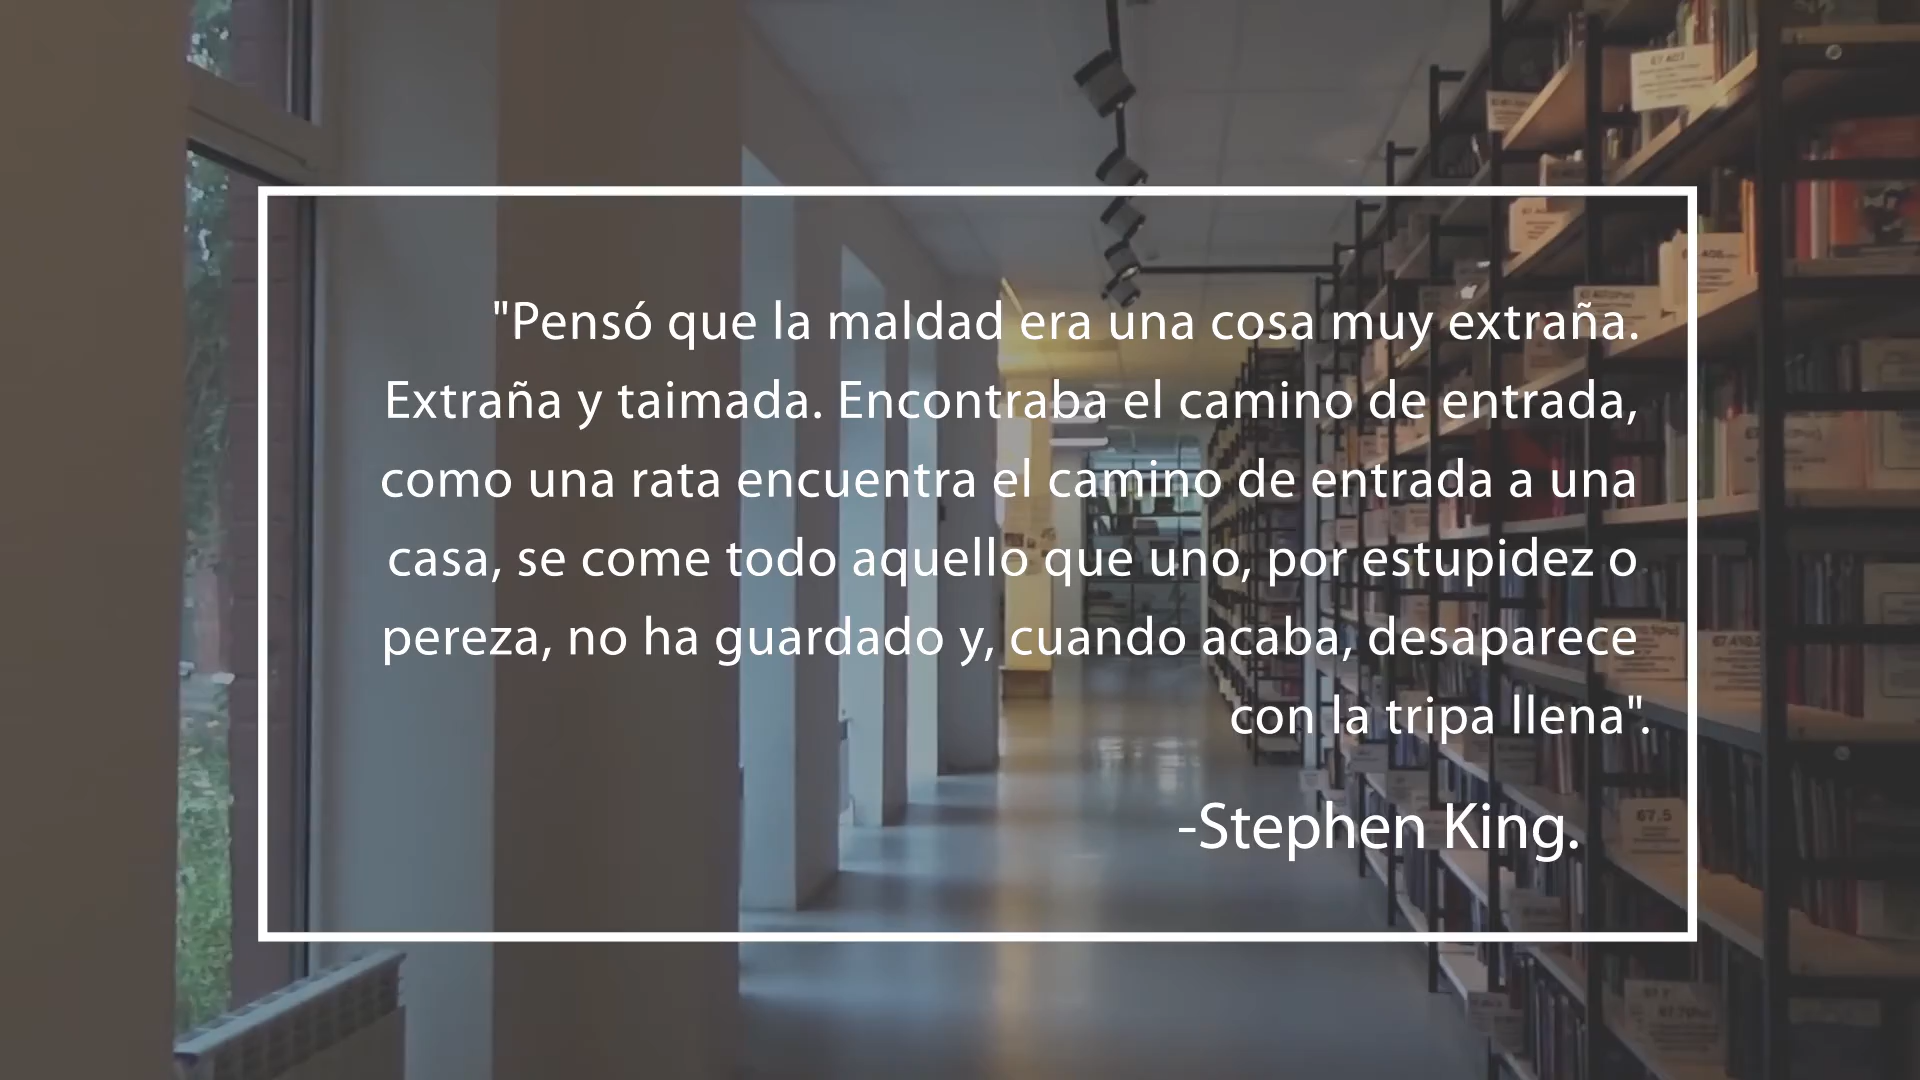 "Pensó que la maldad era una cosa muy extraña.
Extraña y taimada. Encontraba el camino de entrada,
como una rata encuentra el camino de entrada a una
casa, se come todo aquello que uno, por estupidez o
pereza, no ha guardado y, cuando acaba, desaparece
con la tripa llena".
-Stephen King.
67.5